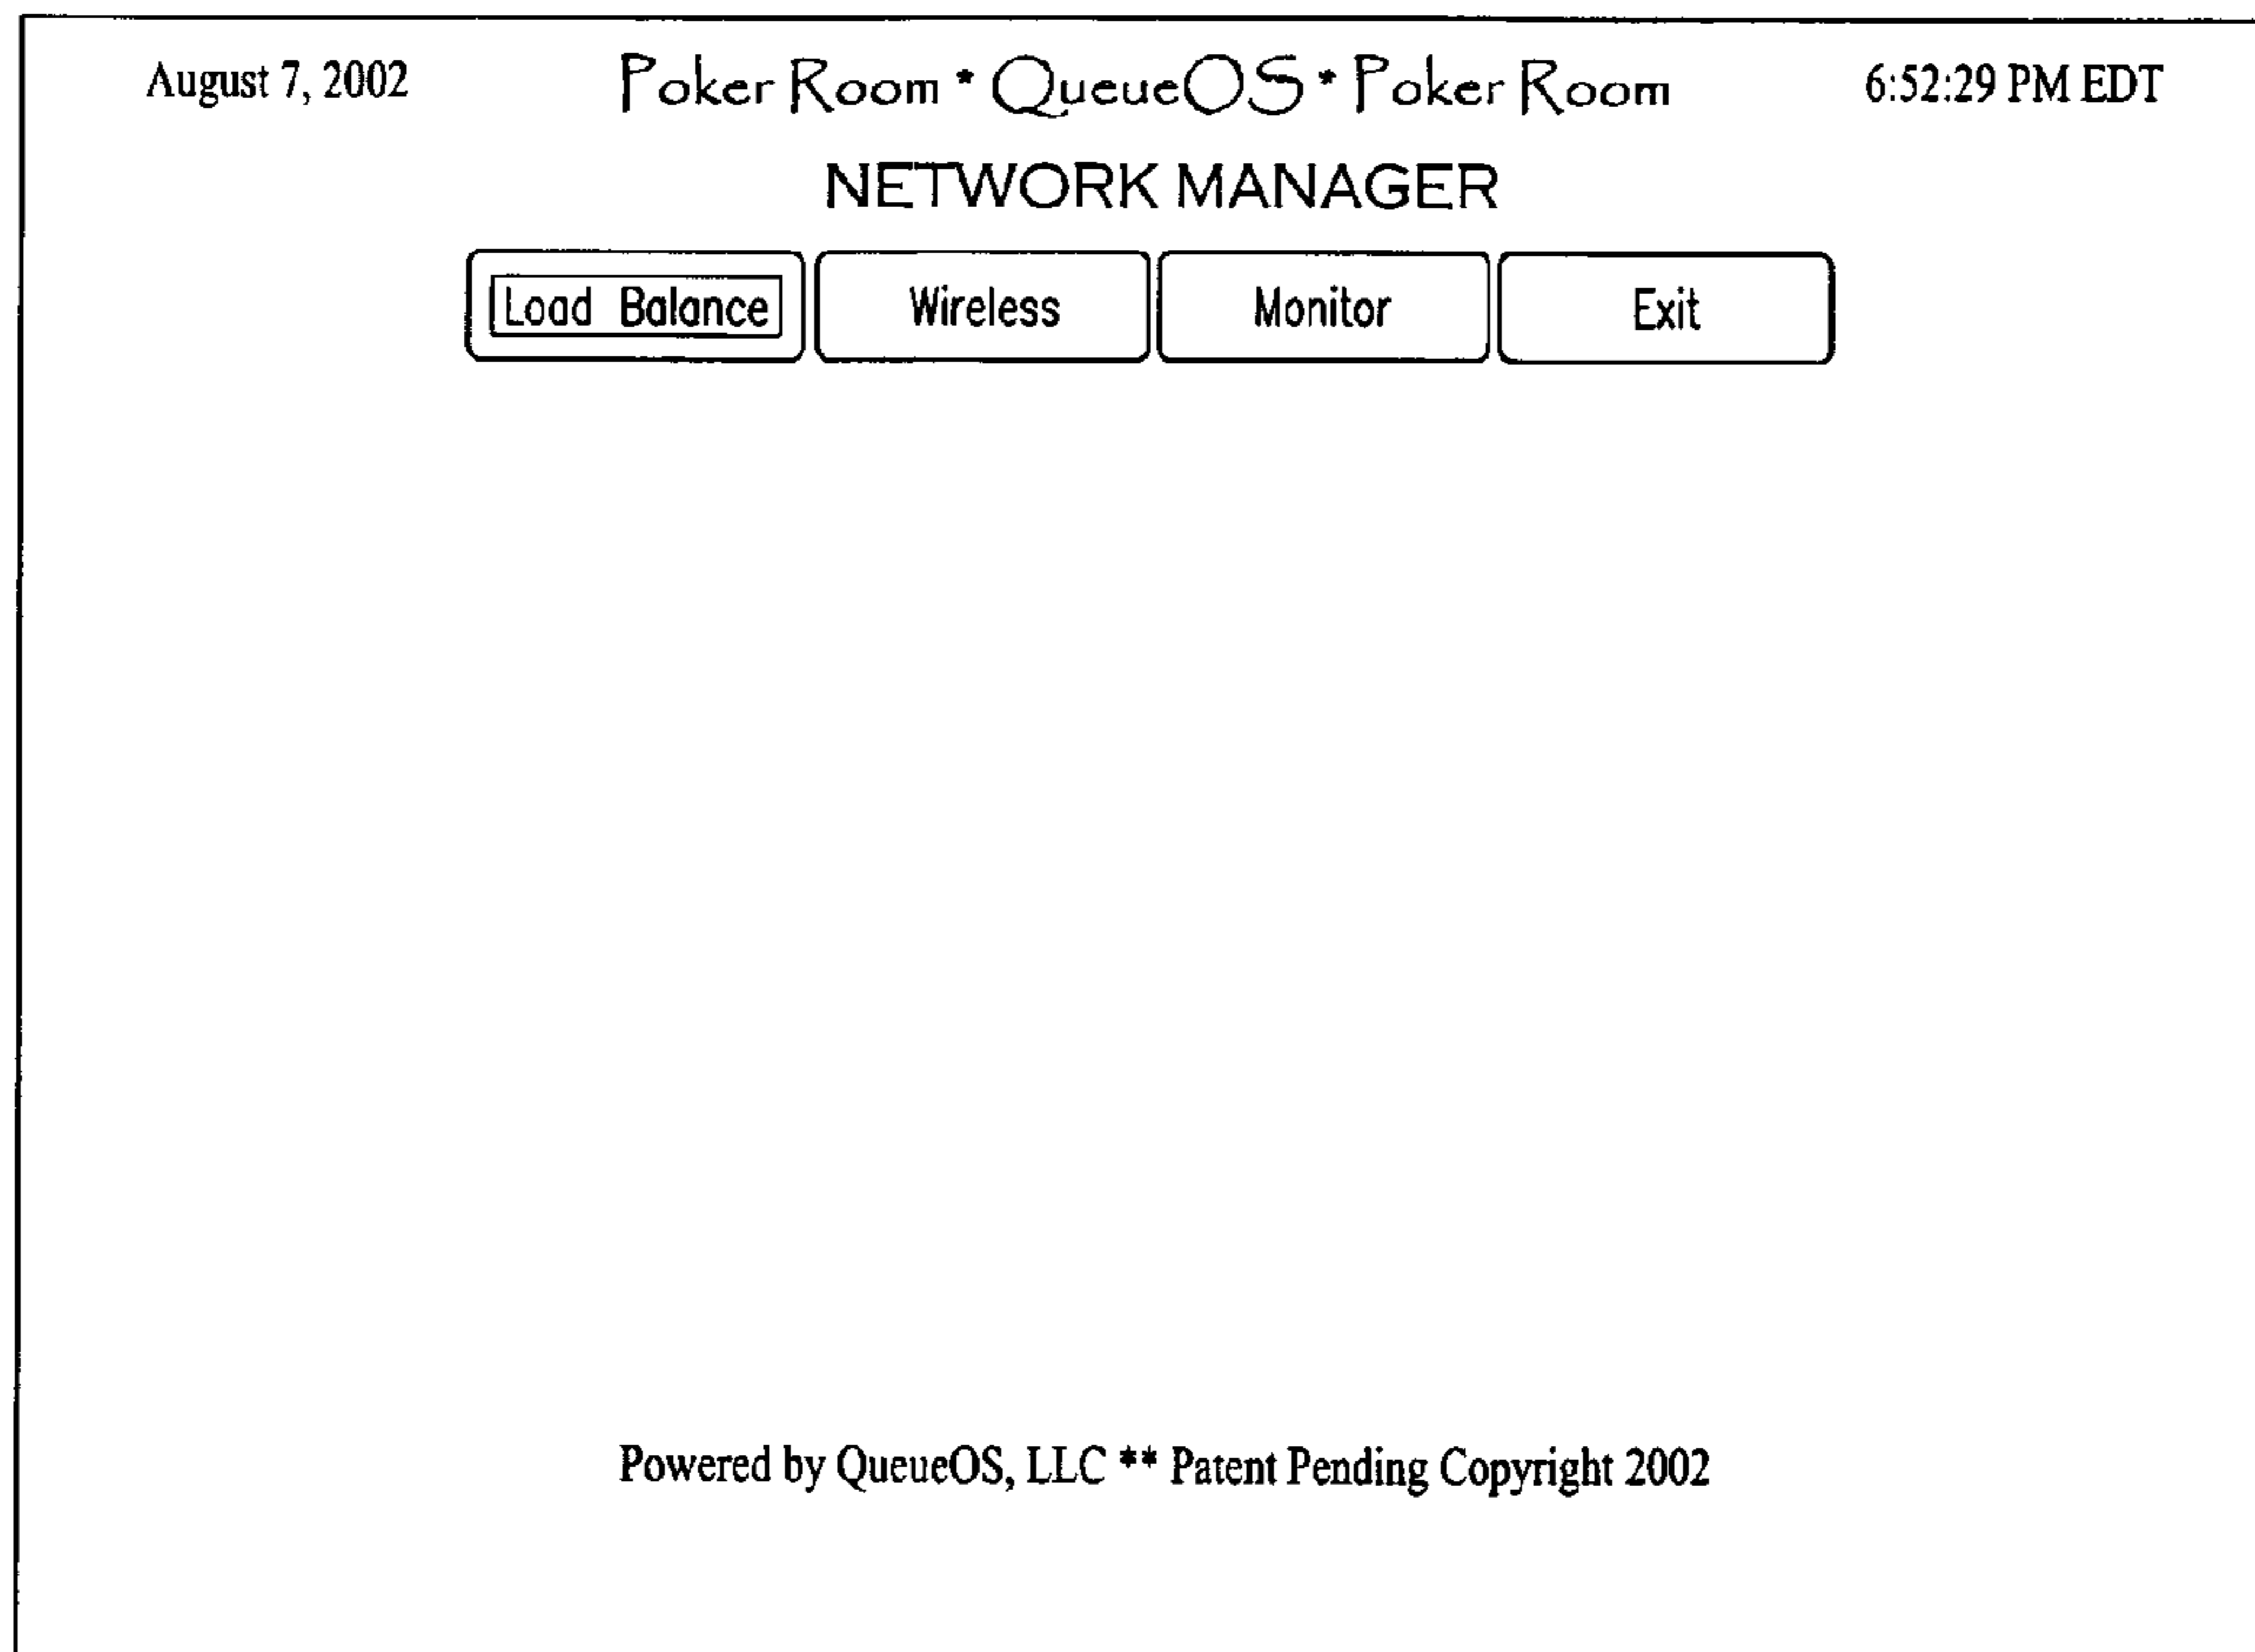 August 7, 2002 Poker Room * QueueOS * Poker Room 6:52:29 PM EDT
NETWORK MANAGER
Load Balance Wireless Monitor Exit
Powered by QueueOS, LLC ** Patent Pending Copyright 2002